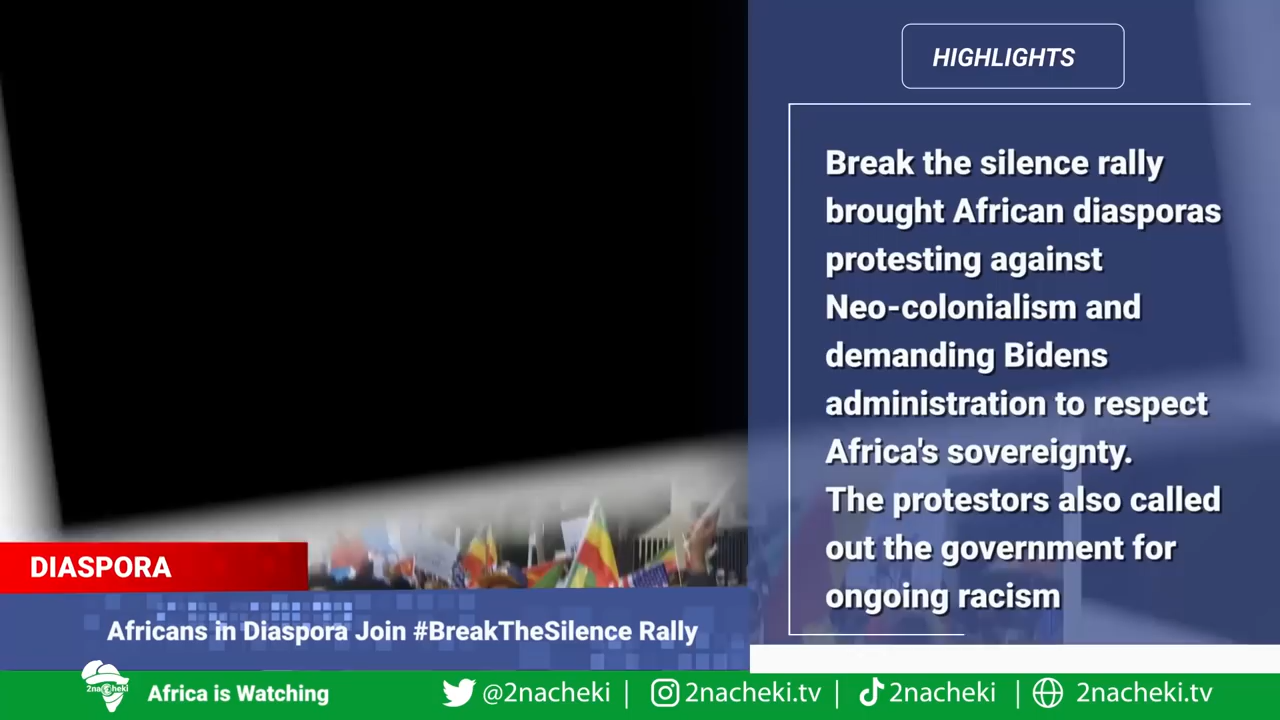 HIGHLIGHTS
Break the silence rally
brought African diasporas
protesting against
Neo-colonialism and
demanding Bidens
administration to respect
Africa's sovereignty.
The protestors also called
out the government for
ongoing racism
DIASPORA
Africans in Diaspora Join #BreakTheSilence Rally
2nacheki Africa is Watching @2nacheki | 2nacheki.tv | 2nacheki | 2nacheki.tv